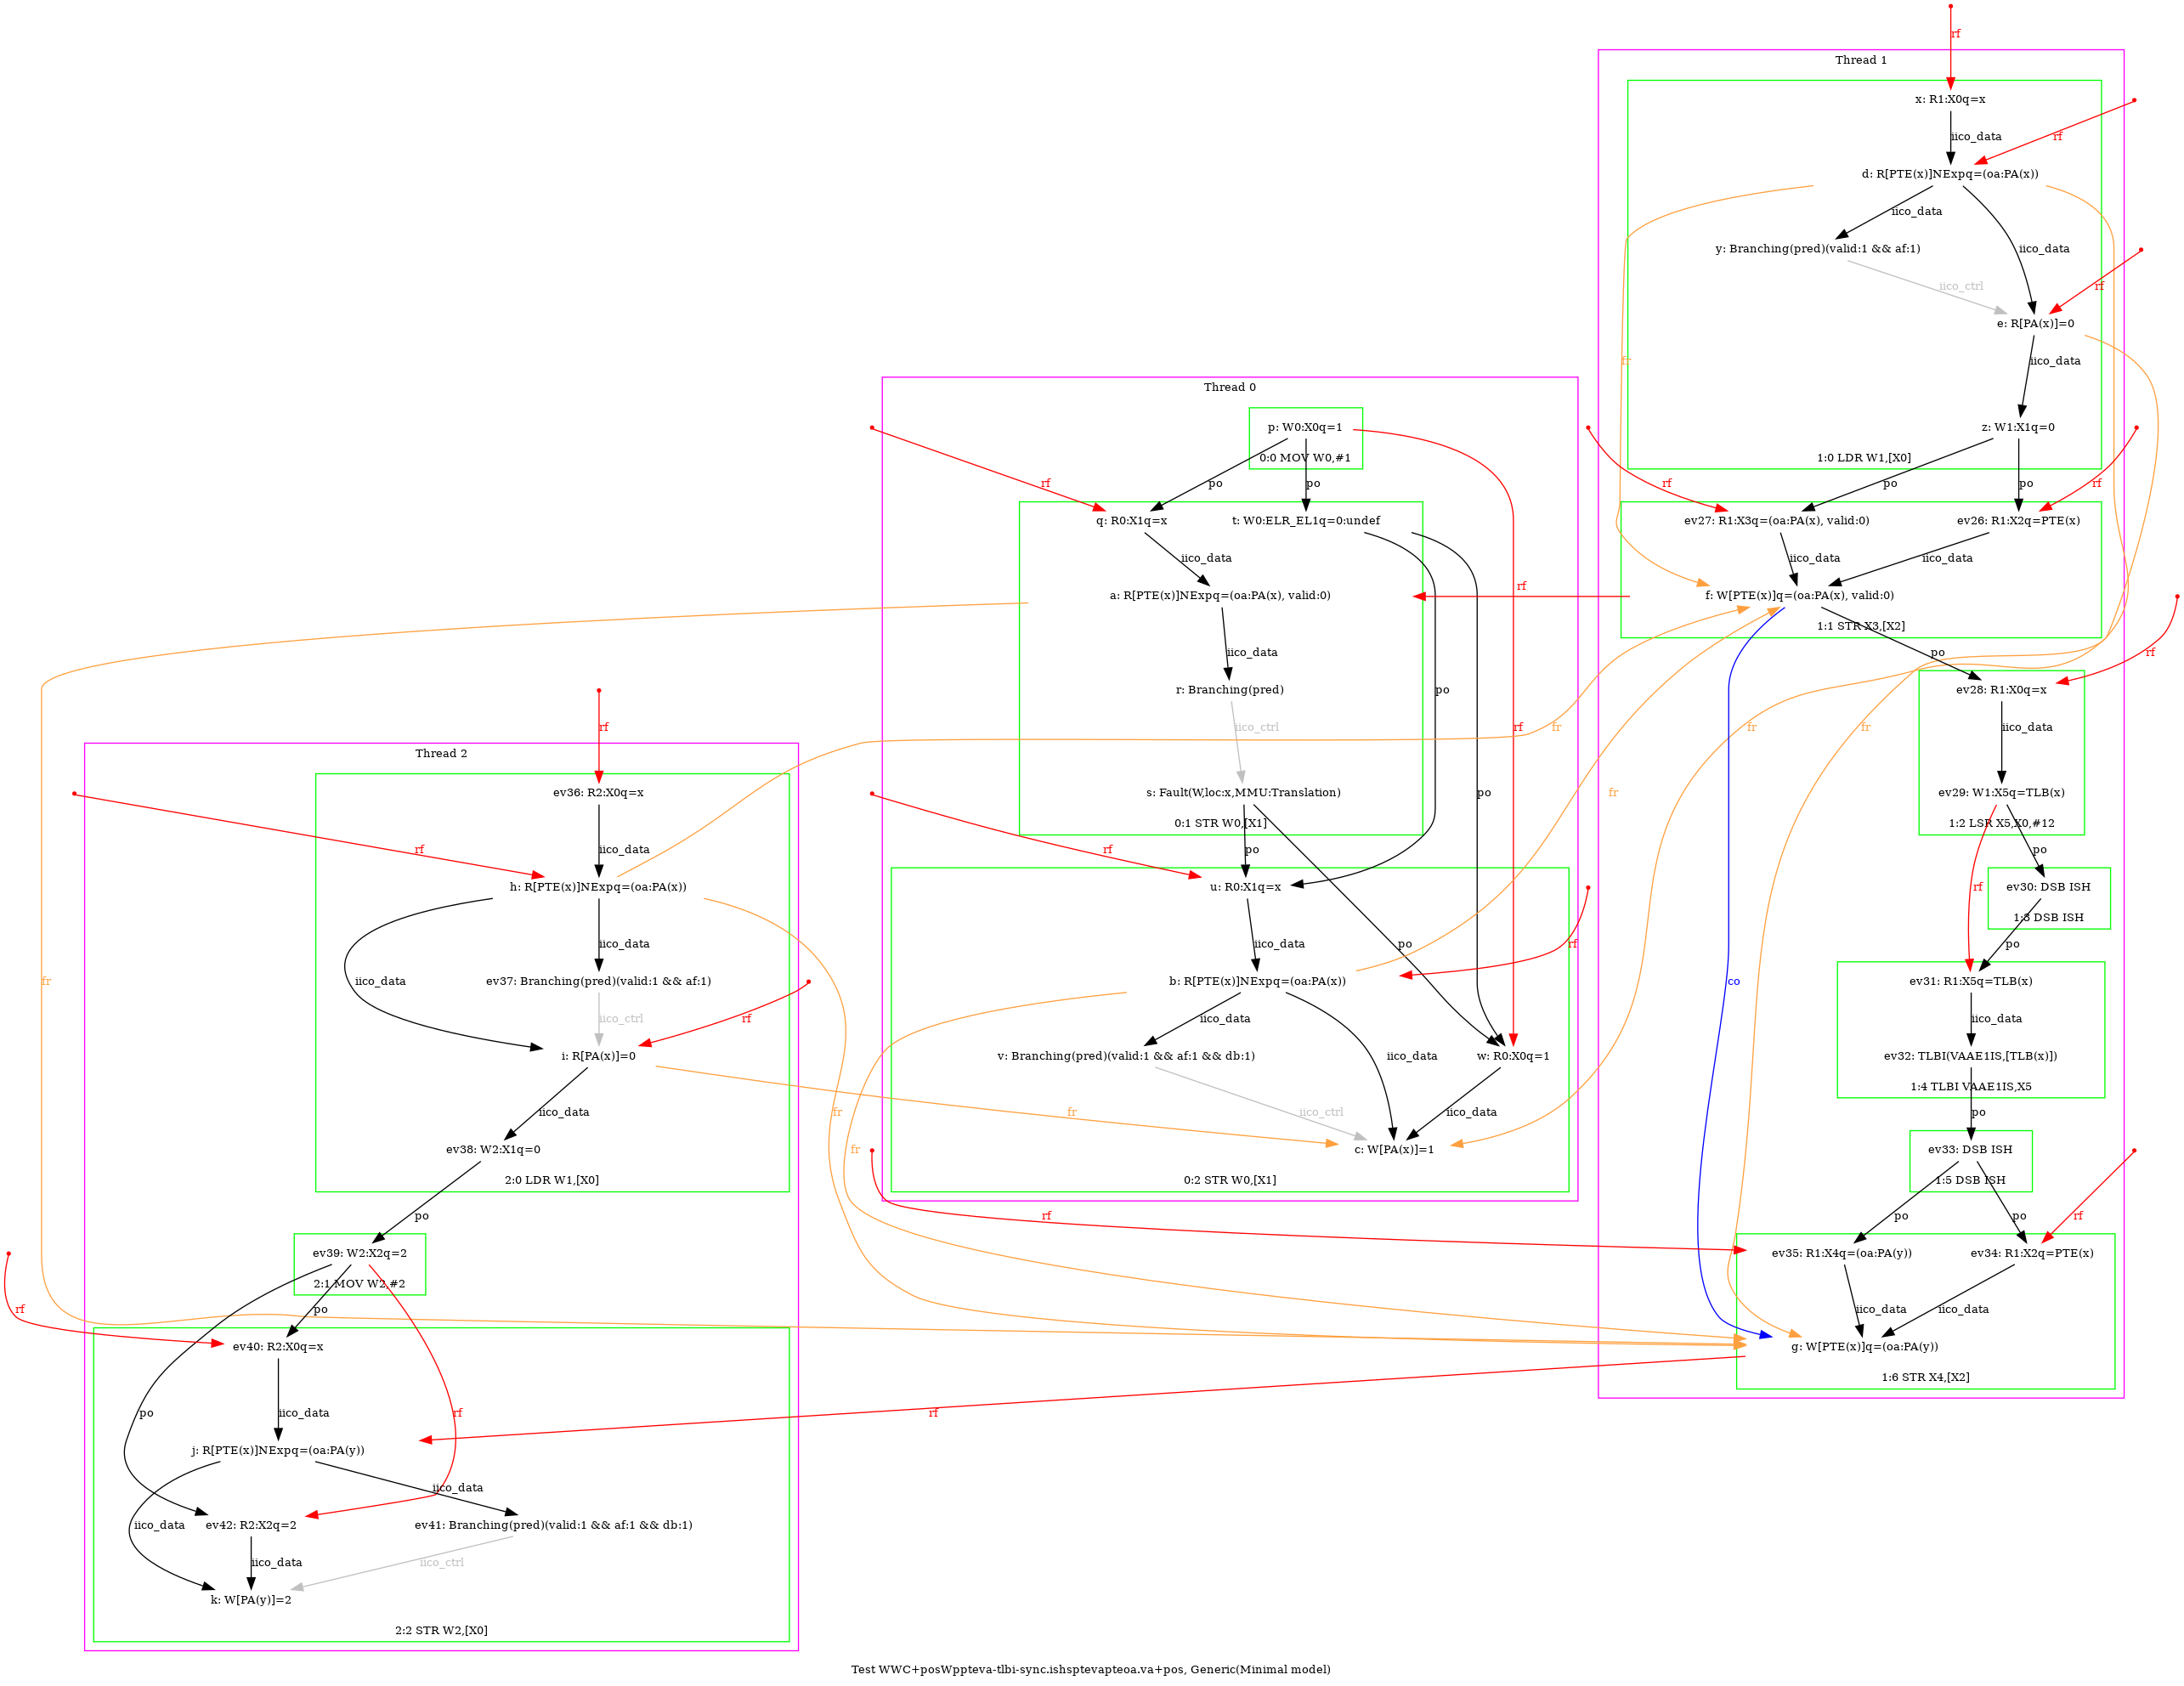 rf
Thread 1
x: R1:X0q=x
iico_data
rf
d: R[PTE(x)]NExpq=(oa:PA(x))
iico_data
y: Branching(pred)(valid:1 && af:1)
iico_data
iico_ctrl
rf
e: R[PA(x)]=0
fr
iico_data
z: W1:X1q=0
1:0 LDR W1,[X0]
rf
po
po
rf
ev27: R1:X3q=(oa:PA(x), valid:0)
ev26: R1:X2q=PTE(x)
iico_data
iico_data
f: W[PTE(x)]q=(oa:PA(x), valid:0)
1:1 STR X3,[X2]
po
rf
ev28: R1:X0q=x
iico_data
fr
fr
ev29: W1:X5q=TLB(x)
1:2 LSR X5,X0,#12
po
rf
ev30: DSB ISH
1:3 DSB ISH
po
co
ev31: R1:X5q=TLB(x)
iico_data
ev32: TLBI(VAAE1IS,[TLB(x)])
1:4 TLBI VAAE1IS,X5
po
ev33: DSB ISH
1:5 DSB ISH
po
po
rf
ev35: R1:X4q=(oa:PA(y))
ev34: R1:X2q=PTE(x)
iico_data
iico_data
g: W[PTE(x)]q=(oa:PA(y))
1:6 STR X4,[X2]
Thread 0
p: W0:X0q=1
0:0 MOV W0,#1
rf
po
po
q: R0:X1q=x
t: W0:ELR_EL1q=0:undef
iico_data
rf
a: R[PTE(x)]NExpq=(oa:PA(x), valid:0)
iico_data
r: Branching(pred)
iico_ctrl
po
rf
fr
s: Fault(W,loc:x,MMU:Translation)
0:1 STR W0,[X1]
po
rf
po
fr
u: R0:X1q=x
iico_data
po
rf
b: R[PTE(x)]NExpq=(oa:PA(x))
iico_data
v: Branching(pred)(valid:1 && af:1 && db:1)
iico_data
w: R0:X0q=1
iico_ctrl
iico_data
fr
c: W[PA(x)]=1
0:2 STR W0,[X1]
rf
rf
Thread 2
ev36: R2:X0q=x
iico_data
rf
h: R[PTE(x)]NExpq=(oa:PA(x))
iico_data
iico_data
ev37: Branching(pred)(valid:1 && af:1)
iico_ctrl
rf
i: R[PA(x)]=0
iico_data
fr
fr
fr
ev38: W2:X1q=0
2:0 LDR W1,[X0]
po
ev39: W2:X2q=2
2:1 MOV W2,#2
po
rf
ev40: R2:X0q=x
iico_data
po
rf
rf
j: R[PTE(x)]NExpq=(oa:PA(y))
iico_data
iico_data
ev42: R2:X2q=2
ev41: Branching(pred)(valid:1 && af:1 && db:1)
iico_data
iico_ctrl
k: W[PA(y)]=2
2:2 STR W2,[X0]
Test WWC+posWppteva-tlbi-sync.ishsptevapteoa.va+pos, Generic(Minimal model)